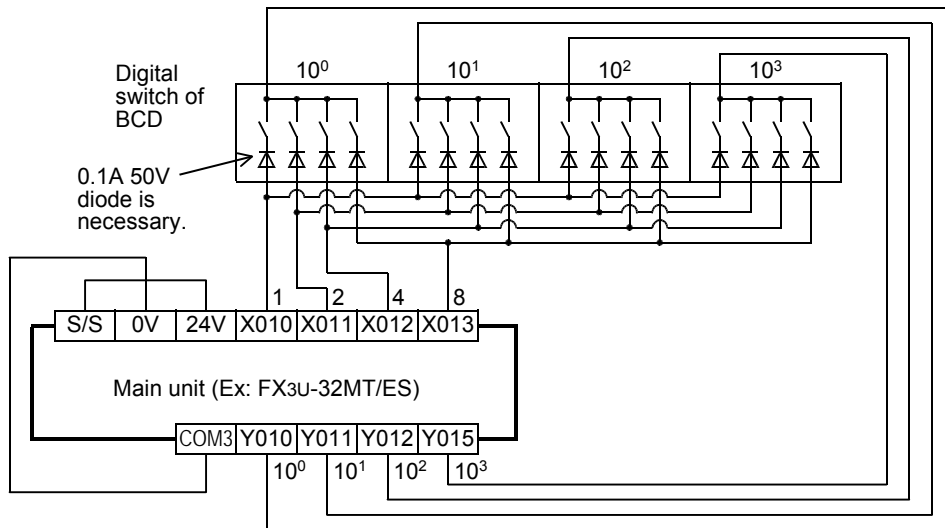 10⁰ 10¹ 10² 10³
Digital
switch of
BCD
0.1A 50V
diode is
necessary.
1 2 4 8
S/S 0V 24V X010 X011 X012 X013
Main unit (Ex: FX3U-32MT/ES)
COM3 Y010 Y011 Y012 Y015
10⁰ 10¹ 10² 10³